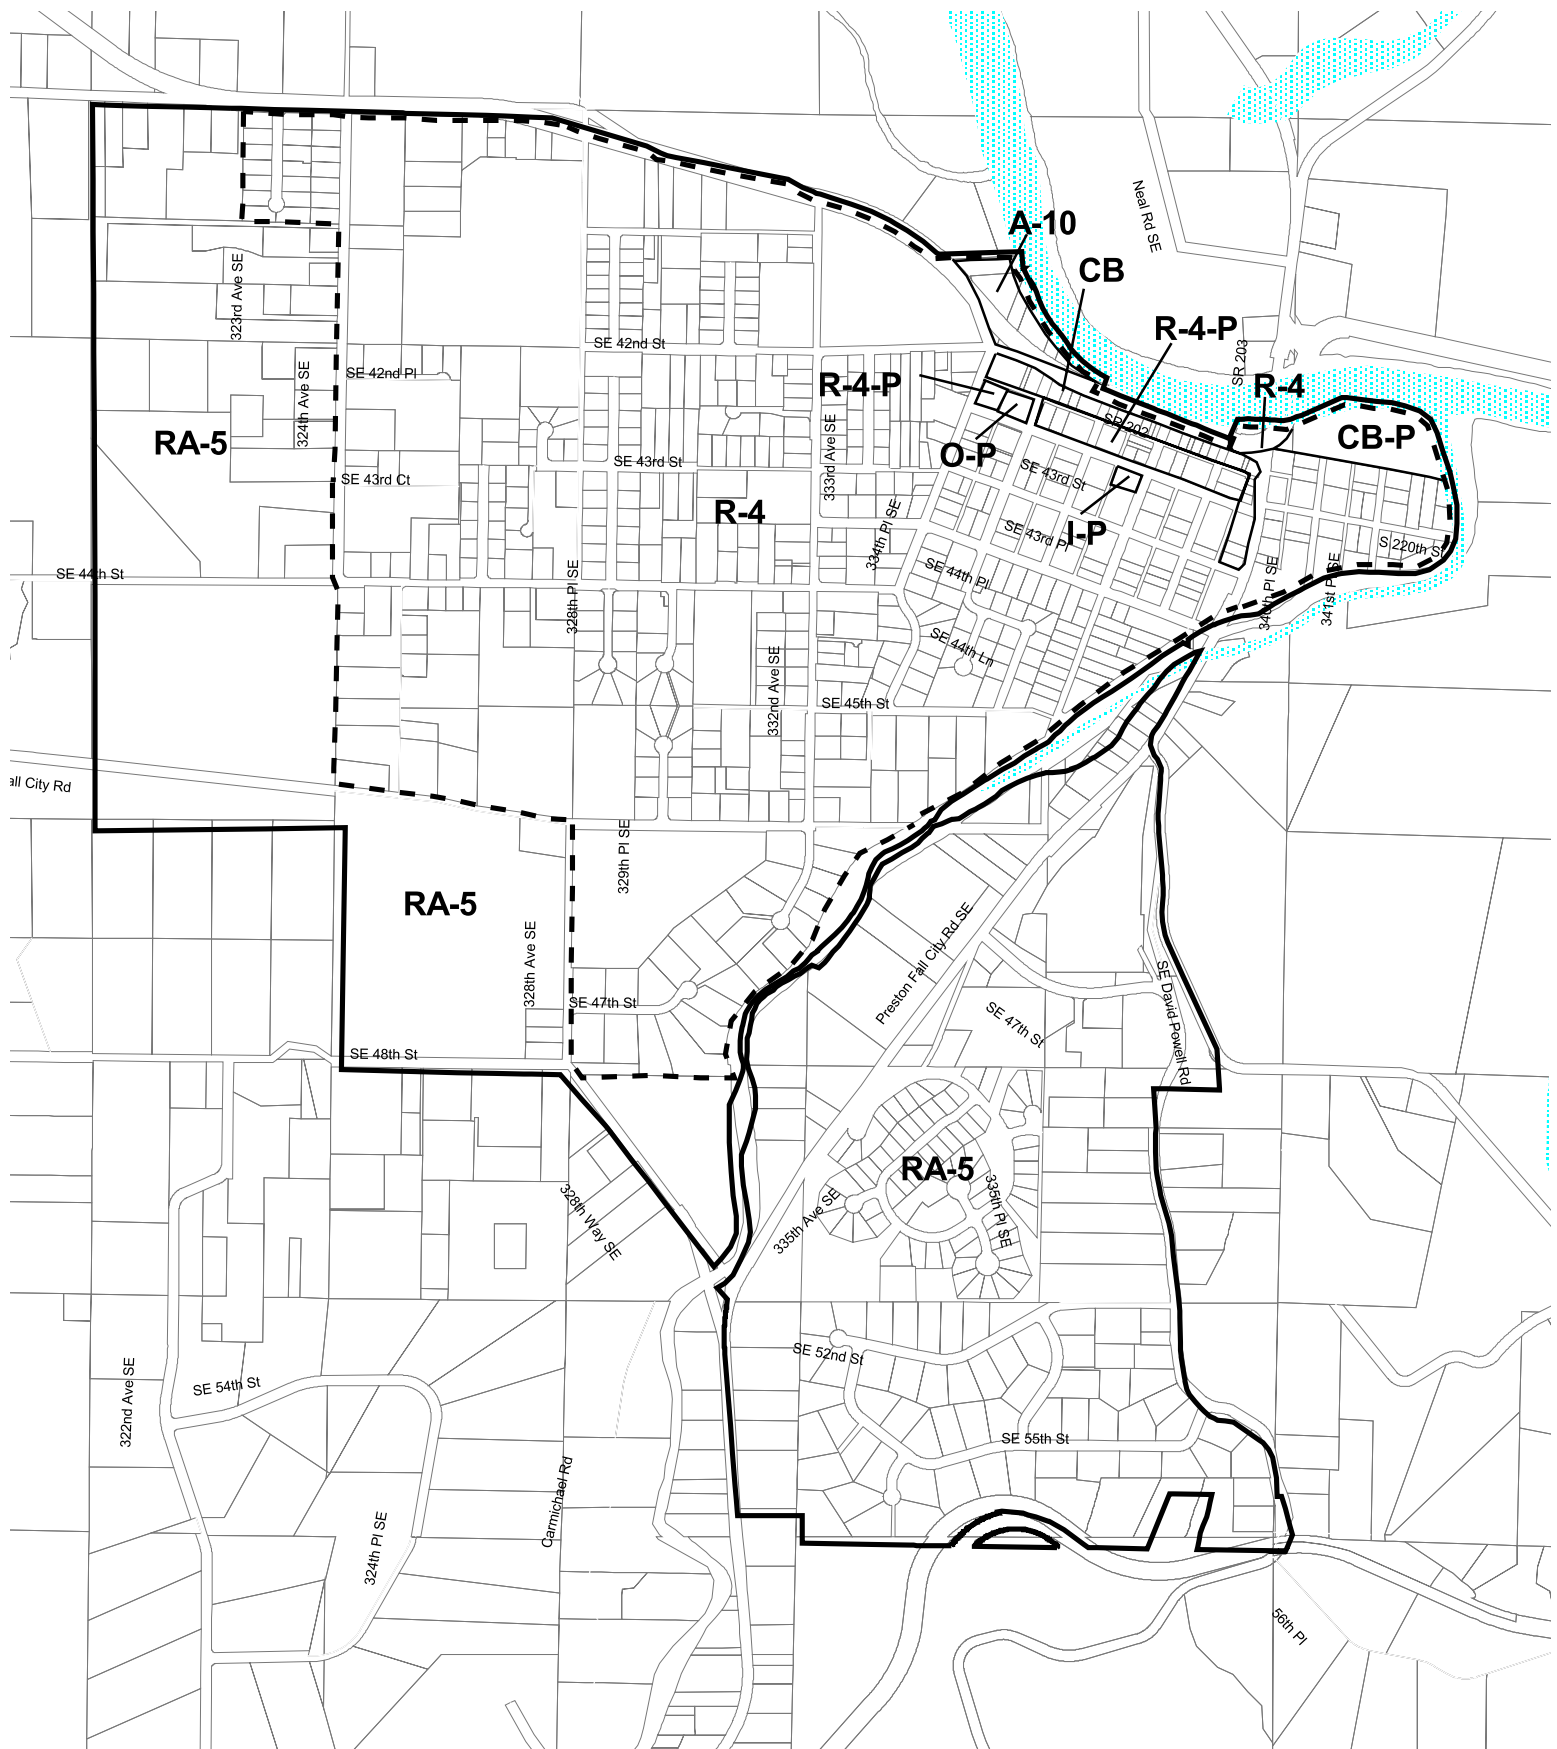 Neal Rd SE
A-10
CB
R-4-P
SR 203
323rd Ave SE
SE 42nd St
SE 42nd Pl
R-4-P
R-4
324th Ave SE
SR 202
RA-5
CB-P
333rd Ave SE
O-P
SE 43rd St
SE 43rd St
SE 43rd Ct
R-4
334th Pl SE
SE 43rd Pl
I-P
S 220th St
SE 44th St
328th Pl SE
SE 44th Pl
340th Pl SE
341st Pl SE
SE 44th Ln
332nd Ave SE
SE 45th St
all City Rd
329th Pl SE
RA-5
328th Ave SE
Preston Fall City Rd SE
SE 47th St
SE 47th St
SE David Powell Rd
SE 48th St
RA-5
328th Way SE
335th Ave SE
335th Pl SE
SE 52nd St
322nd Ave SE
SE 54th St
SE 55th St
Carmichael Rd
324th Pl SE
56th Pl